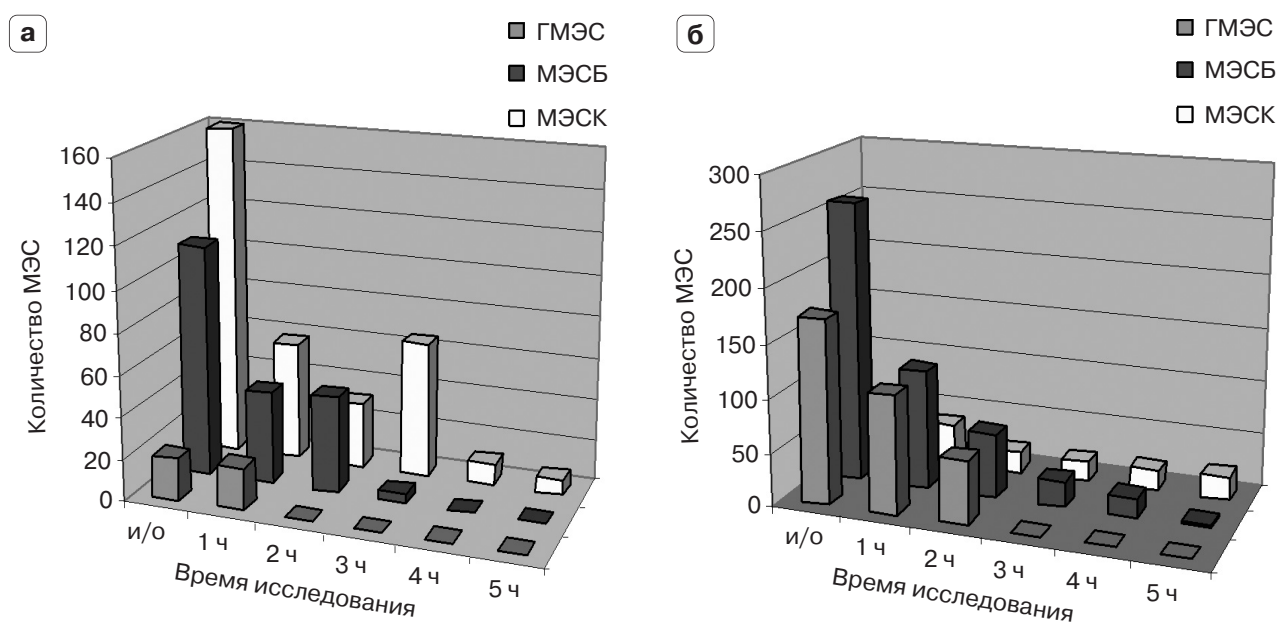 а
ГМЭС
МЭСБ
МЭСК
Количество МЭС
160
140
120
100
80
60
40
20
0
и/о
1 ч
2 ч
3 ч
4 ч
5 ч
Время исследования
б
ГМЭС
МЭСБ
МЭСК
Количество МЭС
300
250
200
150
100
50
0
и/о
1 ч
2 ч
3 ч
4 ч
5 ч
Время исследования